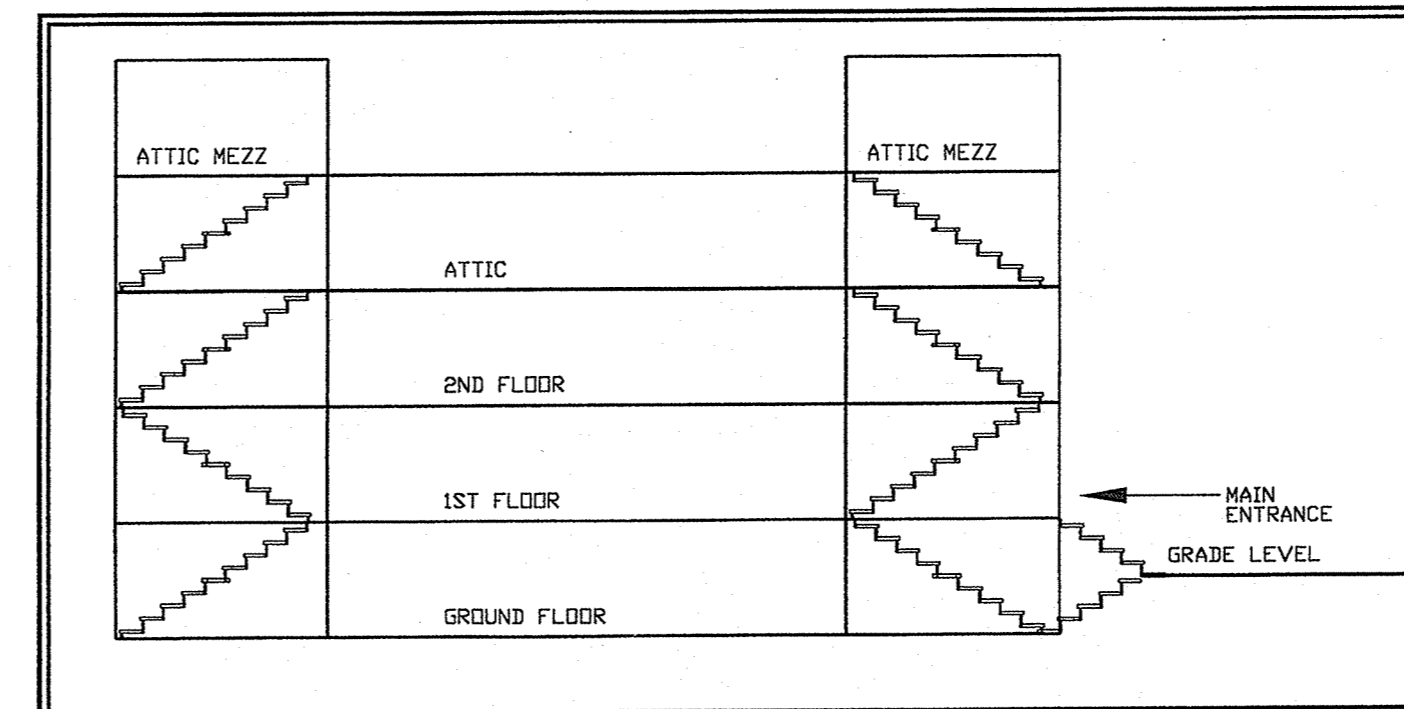 ATTIC MEZZ
ATTIC MEZZ
ATTIC
2ND FLOOR
1ST FLOOR
MAIN
ENTRANCE
GRADE LEVEL
GROUND FLOOR